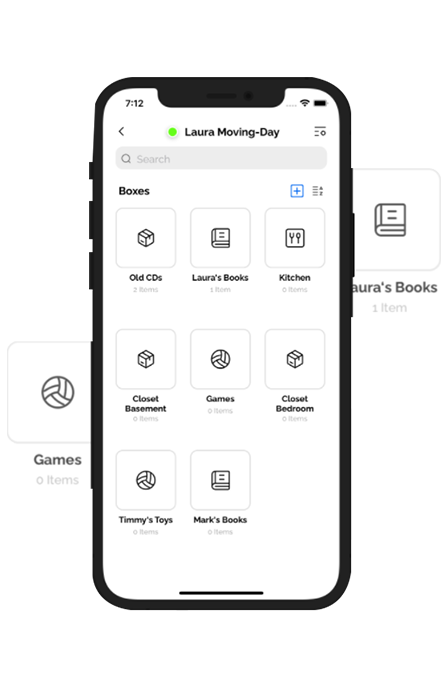 7:12
Laura Moving-Day
Search
Boxes
Old CDs
2 Items
Laura's Books
1 Item
Kitchen
0 Items
aura's Books
1 Item
Closet
Basement
0 Items
Games
0 Items
Closet
Bedroom
0 Items
Games
0 Items
Timmy's Toys
0 Items
Mark's Books
0 Items